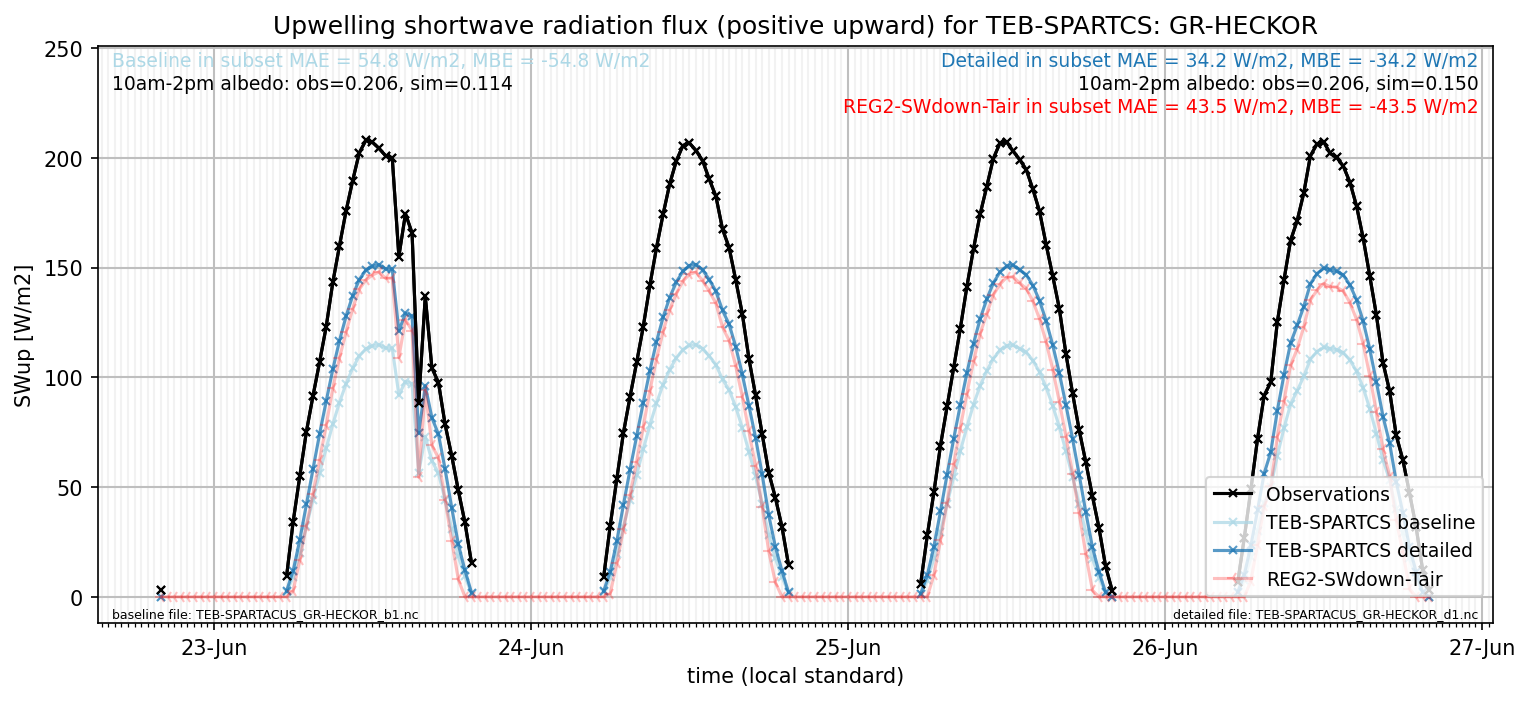 Upwelling shortwave radiation flux (positive upward) for TEB-SPARTCS: GR-HECKOR
Baseline in subset MAE = 54.8 W/m2, MBE = -54.8 W/m2
10am-2pm albedo: obs=0.206, sim=0.114
Detailed in subset MAE = 34.2 W/m2, MBE = -34.2 W/m2
10am-2pm albedo: obs=0.206, sim=0.150
REG2-SWdown-Tair in subset MAE = 43.5 W/m2, MBE = -43.5 W/m2
SWup [W/m2]
250
200
150
100
50
0
Observations
TEB-SPARTCS baseline
TEB-SPARTCS detailed
REG2-SWdown-Tair
baseline file: TEB-SPARTACUS_GR-HECKOR_b1.nc
detailed file: TEB-SPARTACUS_GR-HECKOR_d1.nc
23-Jun
24-Jun
25-Jun
26-Jun
27-Jun
time (local standard)